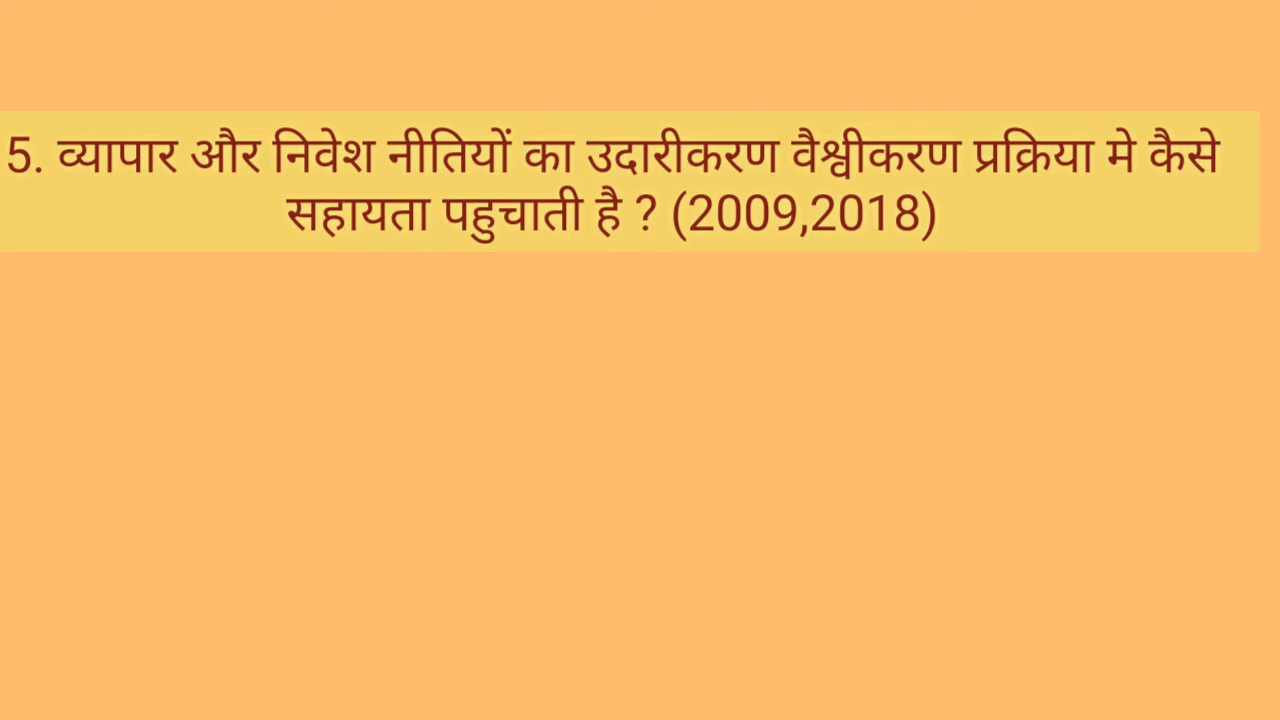 5. व्यापार और निवेश नीतियों का उदारीकरण वैश्वीकरण प्रक्रिया मे कैसे
सहायता पहुचाती है ? (2009,2018)